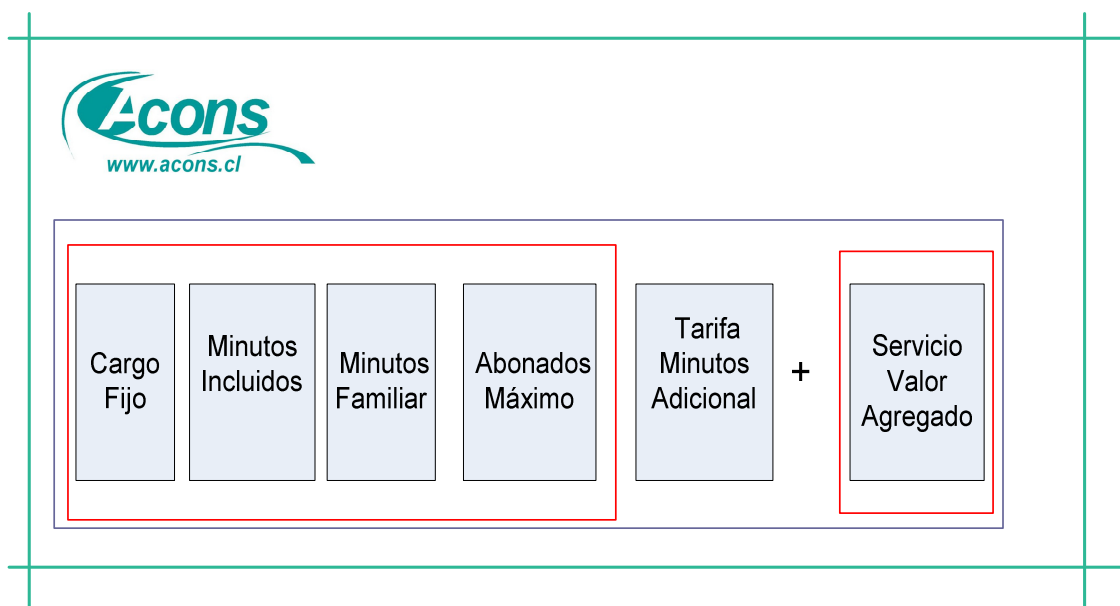 Acons
www.acons.cl
Cargo
Fijo
Minutos
Incluidos
Minutos
Familiar
Abonados
Máximo
Tarifa
Minutos
Adicional
+
Servicio
Valor
Agregado